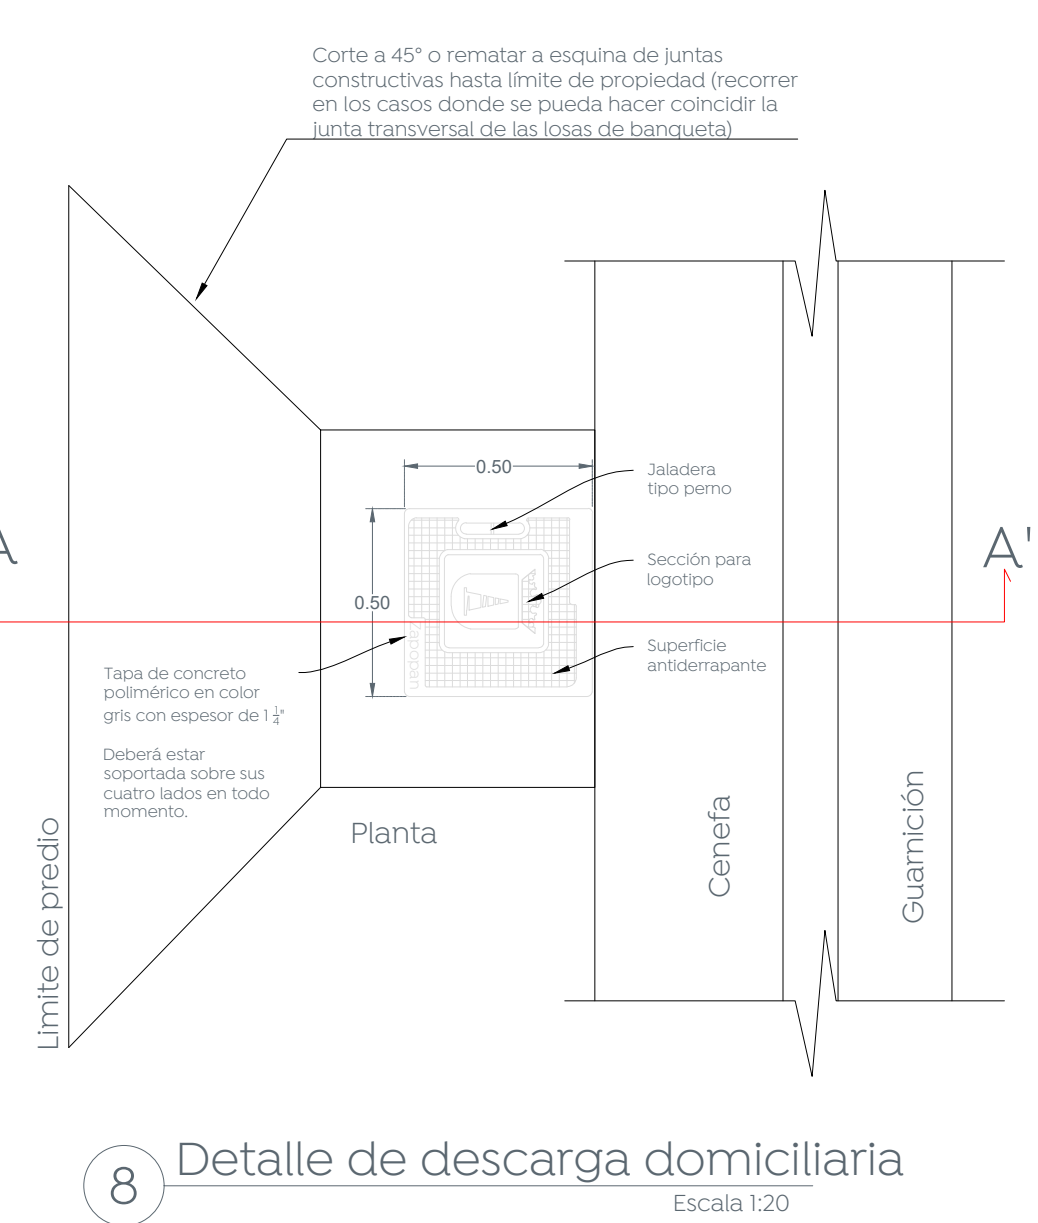 Corte a 45° o rematar a esquina de juntas
constructivas hasta límite de propiedad (recorrer
en los casos donde se pueda hacer coincidir la
junta transversal de las losas de banqueta)
0.50
Jaladera
tipo perno
A
A'
Sección para
logotipo
0.50
Superficie
antiderrapante
Zapopan
Tapa de concreto
polimérico en color
gris con espesor de 1 1/4"
Deberá estar
soportada sobre sus
cuatro lados en todo
momento.
Planta
Limite de predio
Cenefa
Guarnición
8
Detalle de descarga domiciliaria
Escala 1:20